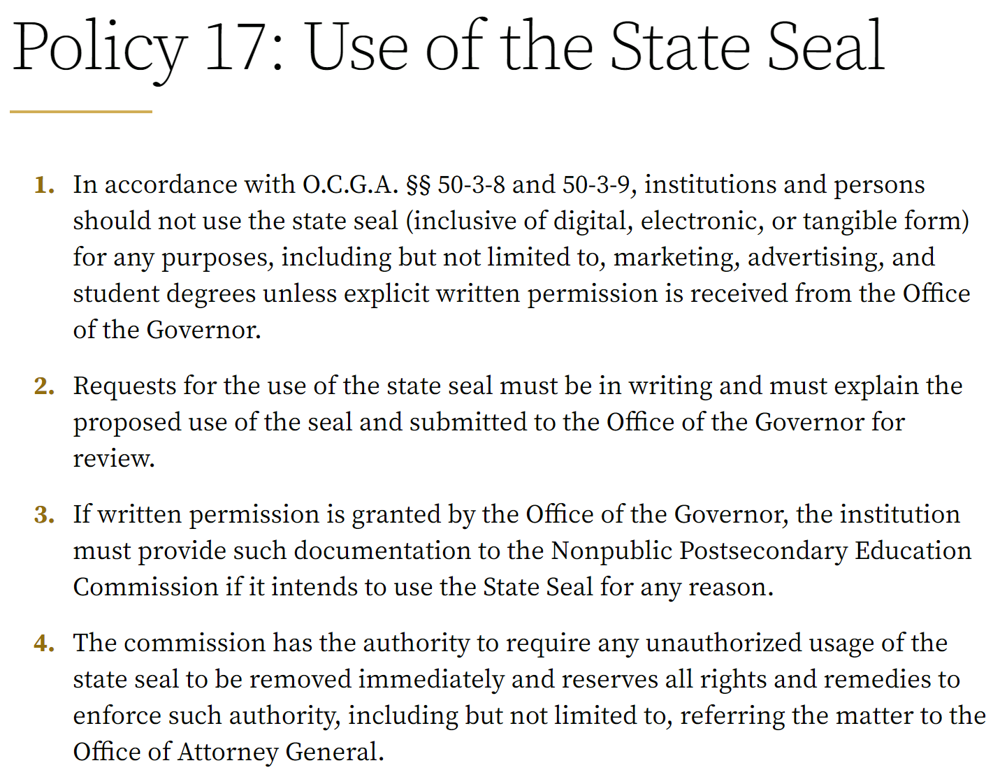 Policy 17: Use of the State Seal
1. In accordance with O.C.G.A. §§ 50-3-8 and 50-3-9, institutions and persons
should not use the state seal (inclusive of digital, electronic, or tangible form)
for any purposes, including but not limited to, marketing, advertising, and
student degrees unless explicit written permission is received from the Office
of the Governor.
2. Requests for the use of the state seal must be in writing and must explain the
proposed use of the seal and submitted to the Office of the Governor for
review.
3. If written permission is granted by the Office of the Governor, the institution
must provide such documentation to the Nonpublic Postsecondary Education
Commission if it intends to use the State Seal for any reason.
4. The commission has the authority to require any unauthorized usage of the
state seal to be removed immediately and reserves all rights and remedies to
enforce such authority, including but not limited to, referring the matter to the
Office of Attorney General.